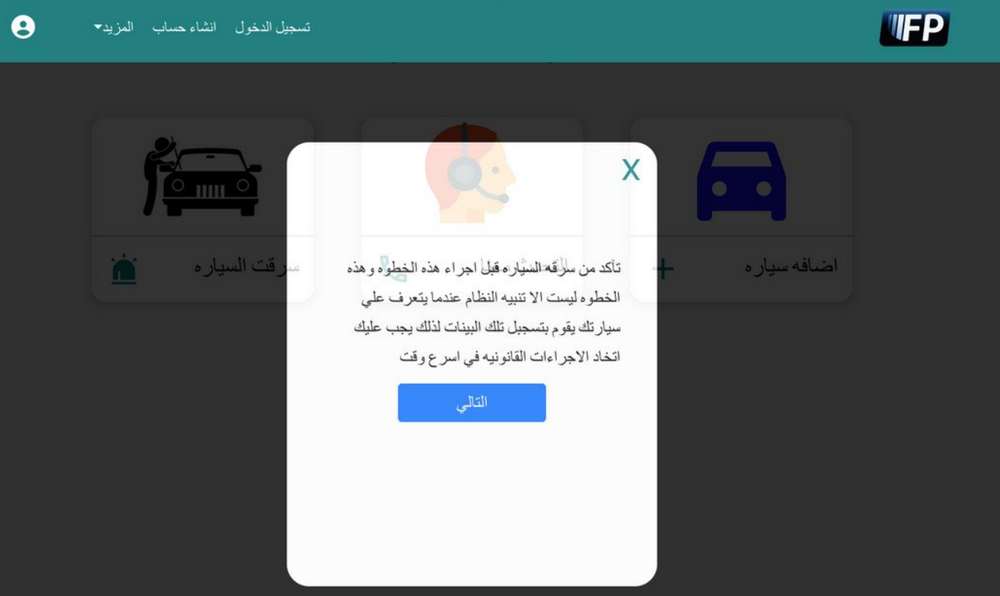 FP
تسجيل الدخول
انشاء حساب
المزيد
X
اضافه سياره
سرقت السياره
تآكد من سرقه السياره قبل اجراء هذه الخطوه وهذه
الخطوه ليست الا تنبيه النظام عندما يتعرف علي
سيارتك يقوم بتسجبل تلك البينات لذلك يجب عليك
اتخاد الاجراءات القانونيه في اسرع وقت
التالي